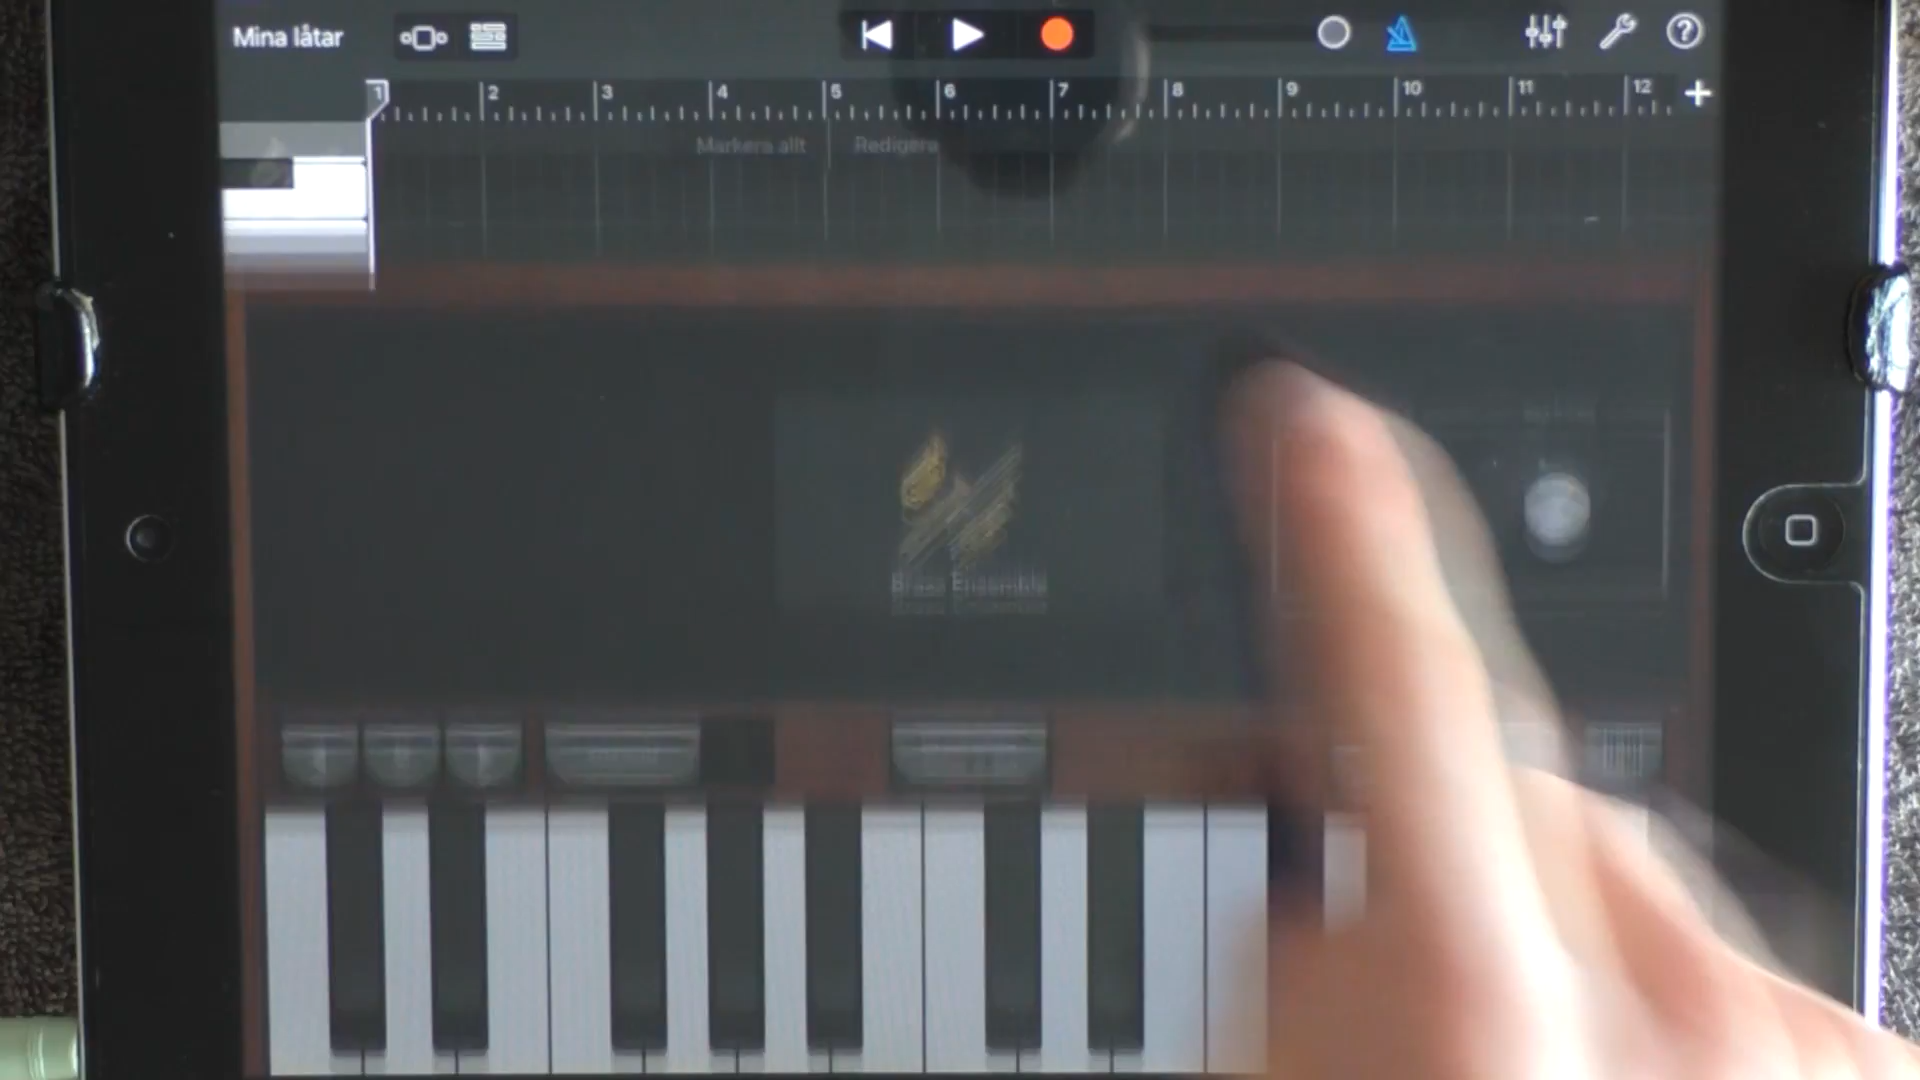 Mina låtar
1 2 3 4 5 6 7 8 9 10 11 12 +
Markera allt Redigera
Brass Ensemble